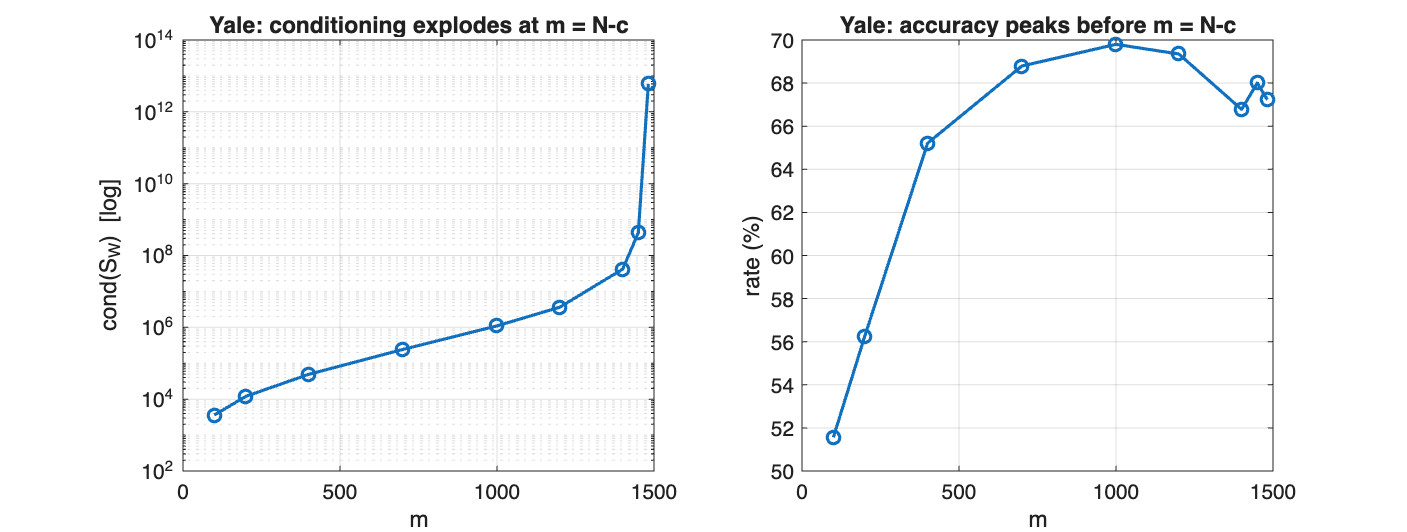 Yale: conditioning explodes at m = N-c
10^14
10^12
10^10
10^8
10^6
10^4
10^2
cond(S_W) [log]
0 500 1000 1500
m
Yale: accuracy peaks before m = N-c
70
68
66
64
62
60
58
56
54
52
50
rate (%)
0 500 1000 1500
m